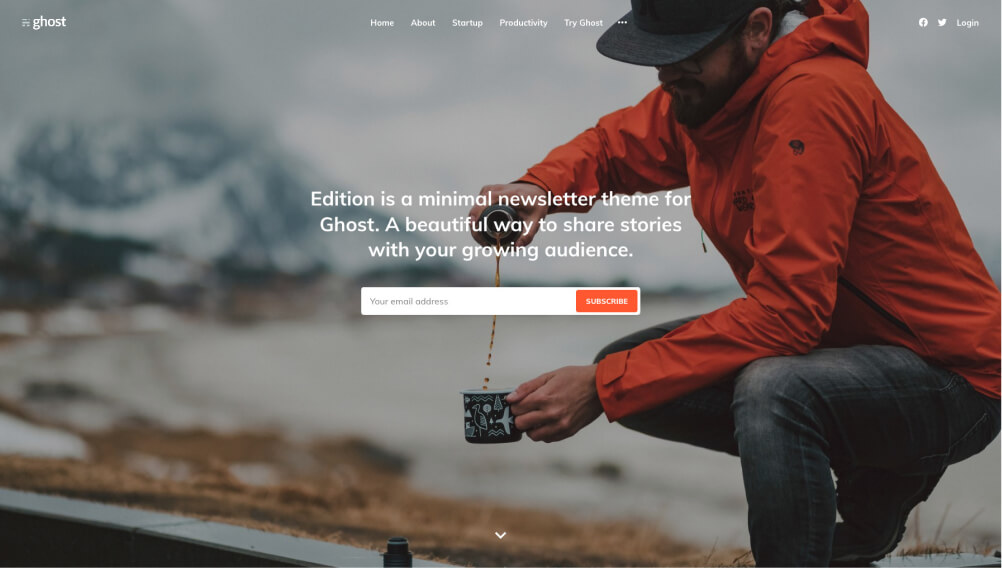 ghost
Home About Startup Productivity Try Ghost ••• Login
Edition is a minimal newsletter theme for
Ghost. A beautiful way to share stories
with your growing audience.
Your email address SUBSCRIBE